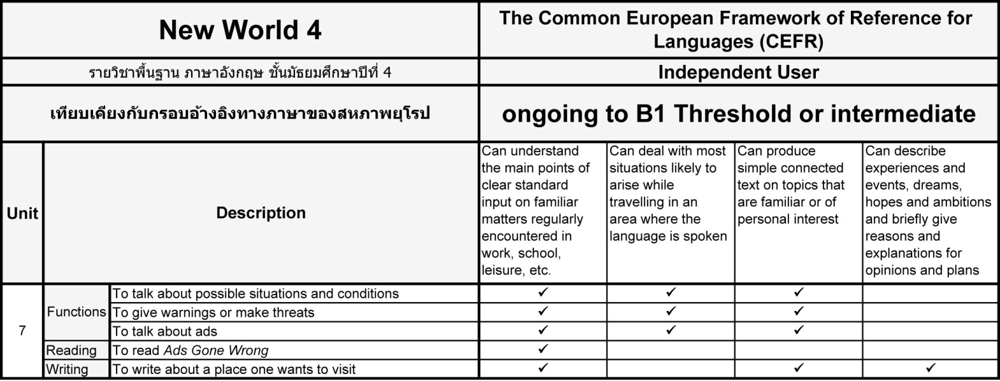 New World 4
The Common European Framework of Reference for
Languages (CEFR)
รายวิชาพื้นฐาน ภาษาอังกฤษ ชั้นมัธยมศึกษาปีที่ 4
Independent User
เทียบเคียงกับกรอบอ้างอิงทางภาษาของสหภาพยุโรป
ongoing to B1 Threshold or intermediate
Unit
Description
Can understand
the main points of
clear standard
input on familiar
matters regularly
encountered in
work, school,
leisure, etc.
Can deal with most
situations likely to
arise while
travelling in an
area where the
language is spoken
Can produce
simple connected
text on topics that
are familiar or of
personal interest
Can describe
experiences and
events, dreams,
hopes and ambitions
and briefly give
reasons and
explanations for
opinions and plans
7
Functions
To talk about possible situations and conditions ✓ ✓ ✓
To give warnings or make threats ✓ ✓ ✓
To talk about ads ✓ ✓ ✓
Reading To read Ads Gone Wrong ✓
Writing To write about a place one wants to visit ✓ ✓ ✓